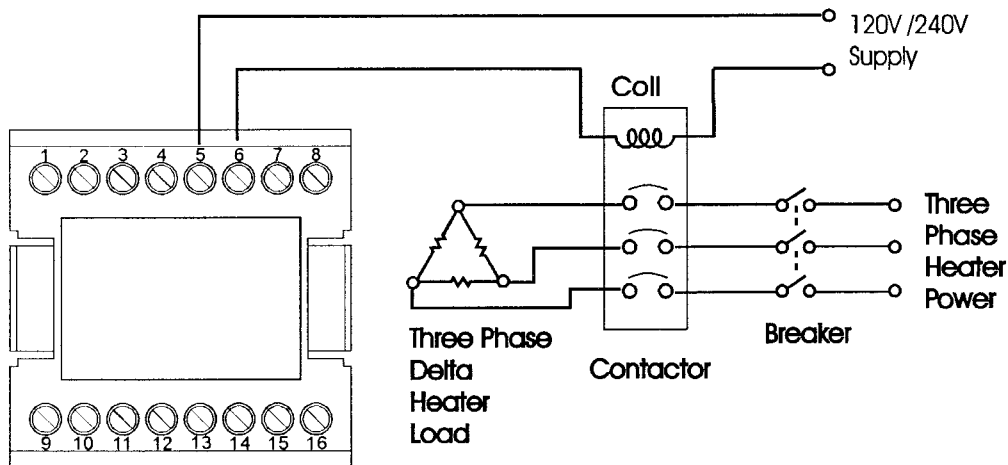 120V /240V
Supply
Coll
1 2 3 4 5 6 7 8
Three
Phase
Heater
Power
Three Phase
Delta
Heater
Load
Contactor
Breaker
9 10 11 12 13 14 15 16